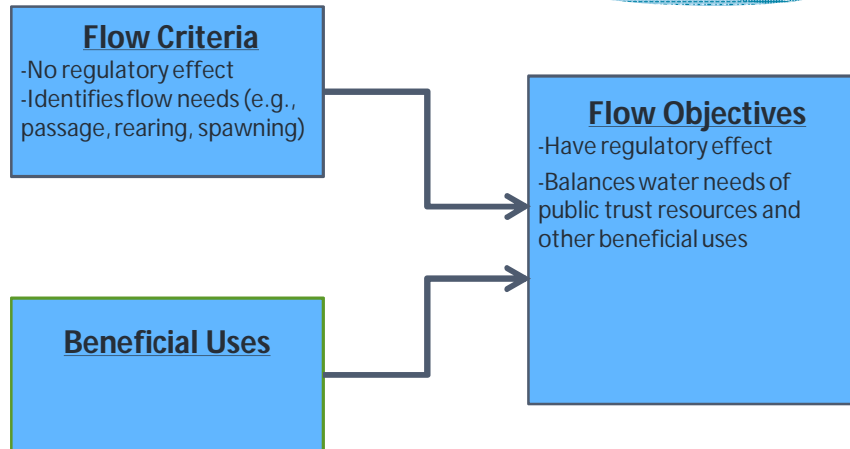 Flow Criteria
-No regulatory effect
-Identifies flow needs (e.g.,
passage, rearing, spawning)
Flow Objectives
-Have regulatory effect
-Balances water needs of
public trust resources and
other beneficial uses
Beneficial Uses